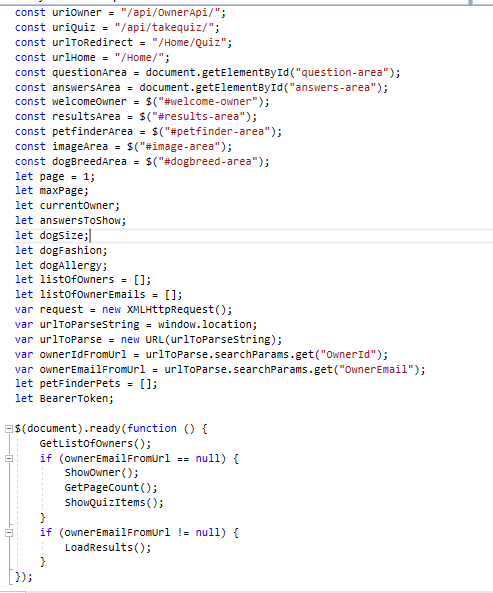 const uriOwner = "/api/OwnerApi/";
const uriQuiz = "/api/takequiz/";
const urlToRedirect = "/Home/Quiz";
const urlHome = "/Home/";
const questionArea = document.getElementById("question-area");
const answersArea = document.getElementById("answers-area");
const welcomeOwner = $("#welcome-owner");
const resultsArea = $("#results-area");
const petfinderArea = $("#petfinder-area");
const imageArea = $("#image-area");
const dogBreedArea = $("#dogbreed-area");
let page = 1;
let maxPage;
let currentOwner;
let answersToShow;
let dogSize;
let dogFashion;
let dogAllergy;
let listOfOwners = [];
let listOfOwnerEmails = [];
var request = new XMLHttpRequest();
var urlToParseString = window.location;
var urlToParse = new URL(urlToParseString);
var ownerIdFromUrl = urlToParse.searchParams.get("OwnerId");
var ownerEmailFromUrl = urlToParse.searchParams.get("OwnerEmail");
let petFinderPets = [];
let BearerToken;
$(document).ready(function () {
    GetListOfOwners();
    if (ownerEmailFromUrl == null) {
        ShowOwner();
        GetPageCount();
        ShowQuizItems();
    }
    if (ownerEmailFromUrl != null) {
        LoadResults();
    }
});